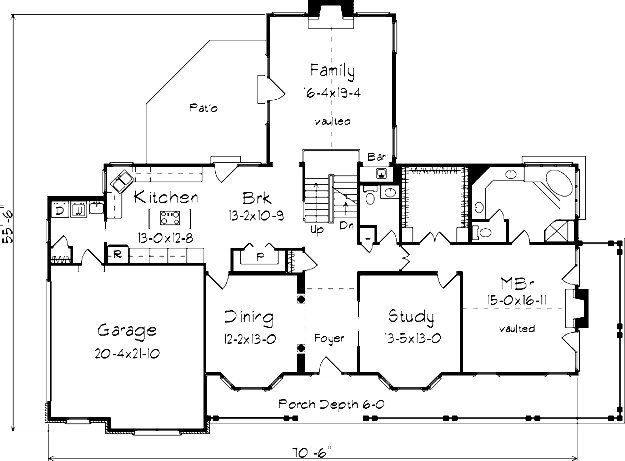 Family
16-4x19-4
vaulted
Patio
Bar
Kitchen
13-0x12-8
Brk
13-2x10-9
Up
Dn
D
R
P
55'-6"
MBr
15-0x16-11
vaulted
Garage
20-4x21-10
Dining
12-2x13-0
Foyer
Study
13-5x13-0
Porch Depth 6-0
70'-6"